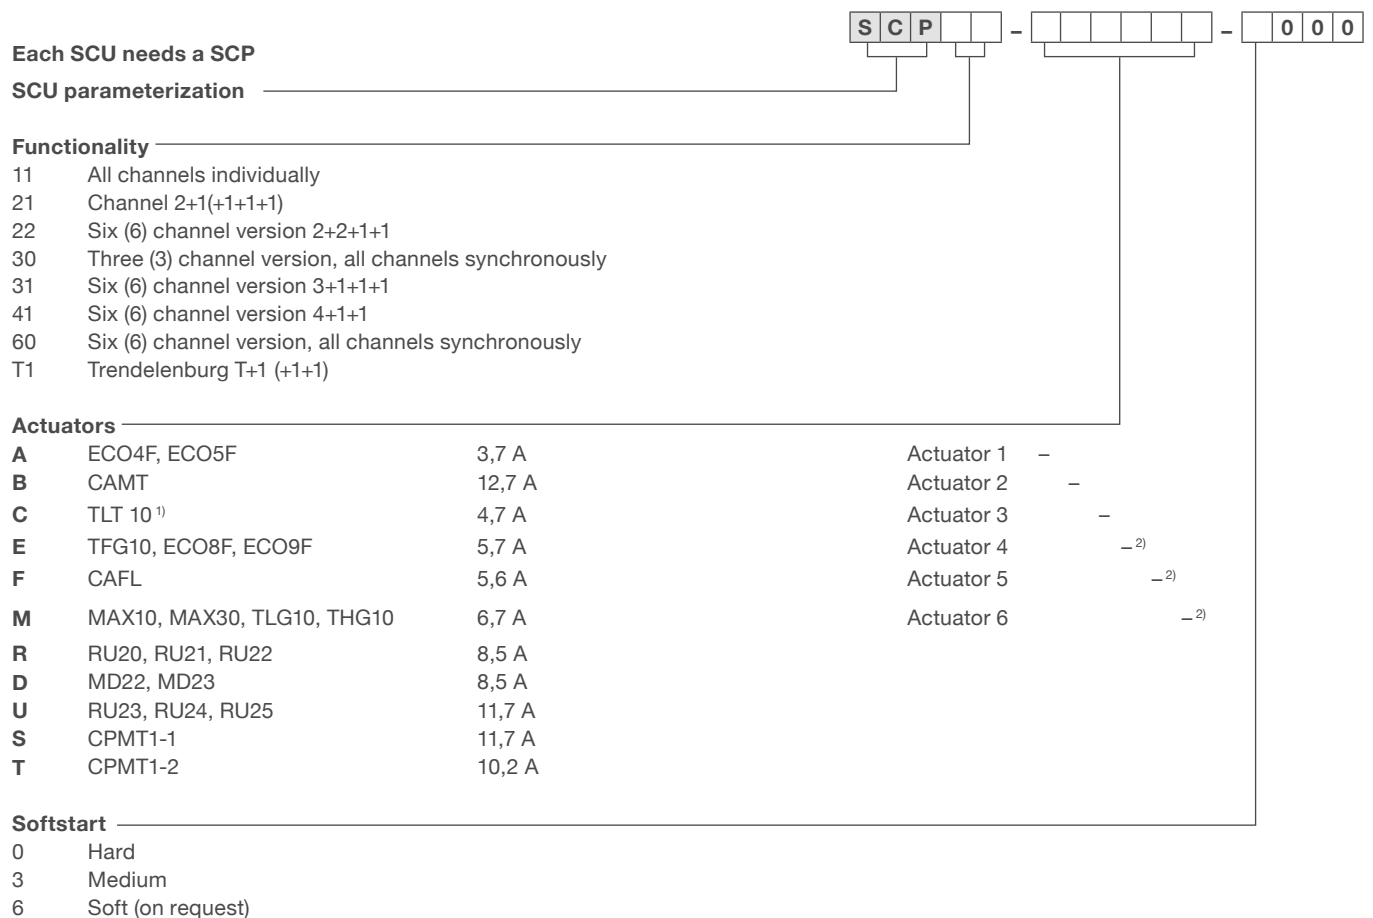 S C P – – 0 0 0
Each SCU needs a SCP
SCU parameterization
Functionality
11 All channels individually
21 Channel 2+1(+1+1+1)
22 Six (6) channel version 2+2+1+1
30 Three (3) channel version, all channels synchronously
31 Six (6) channel version 3+1+1+1
41 Six (6) channel version 4+1+1
60 Six (6) channel version, all channels synchronously
T1 Trendelenburg T+1 (+1+1)
Actuators
A ECO4F, ECO5F 3,7 A Actuator 1 –
B CAMT 12,7 A Actuator 2 –
C TLT 10 1) 4,7 A Actuator 3 –
E TFG10, ECO8F, ECO9F 5,7 A Actuator 4 – 2)
F CAFL 5,6 A Actuator 5 – 2)
M MAX10, MAX30, TLG10, THG10 6,7 A Actuator 6 – 2)
R RU20, RU21, RU22 8,5 A
D MD22, MD23 8,5 A
U RU23, RU24, RU25 11,7 A
S CPMT1-1 11,7 A
T CPMT1-2 10,2 A
Softstart
0 Hard
3 Medium
6 Soft (on request)